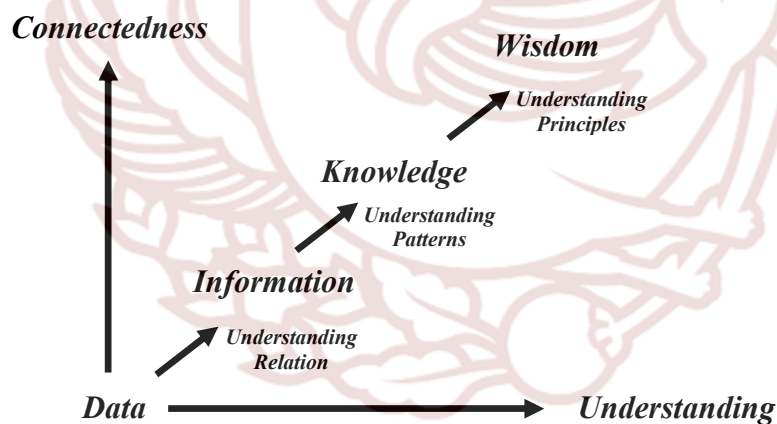 Connectedness
Wisdom
Understanding
Principles
Knowledge
Understanding
Patterns
Information
Understanding
Relation
Data
Understanding